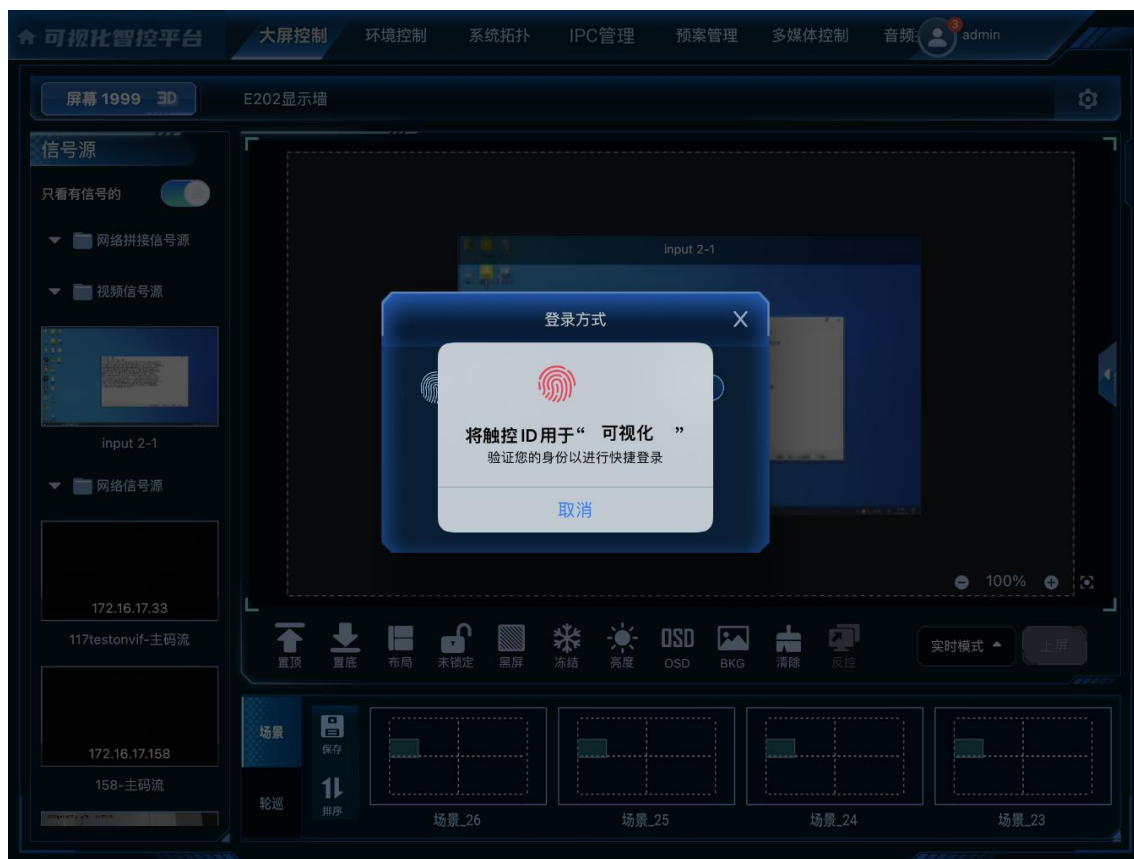 可视化智控平台
大屏控制 环境控制 系统拓扑 IPC管理 预案管理 多媒体控制 音频 3 admin
屏幕 1999 3D E202显示墙
信号源
只看有信号的
网络拼接信号源
视频信号源
input 2-1
网络信号源
172.16.17.33
117testonvif-主码流
172.16.17.158
158-主码流
input 2-1
登录方式 X
将触控 ID 用于“ 可视化 ”
验证您的身份以进行快捷登录
取消
100%
置顶 置底 布局 未锁定 黑屏 冻结 亮度 OSD OSD BKG 清除 反控
实时模式 上屏
场景 保存
轮巡 排序
场景_26 场景_25 场景_24 场景_23